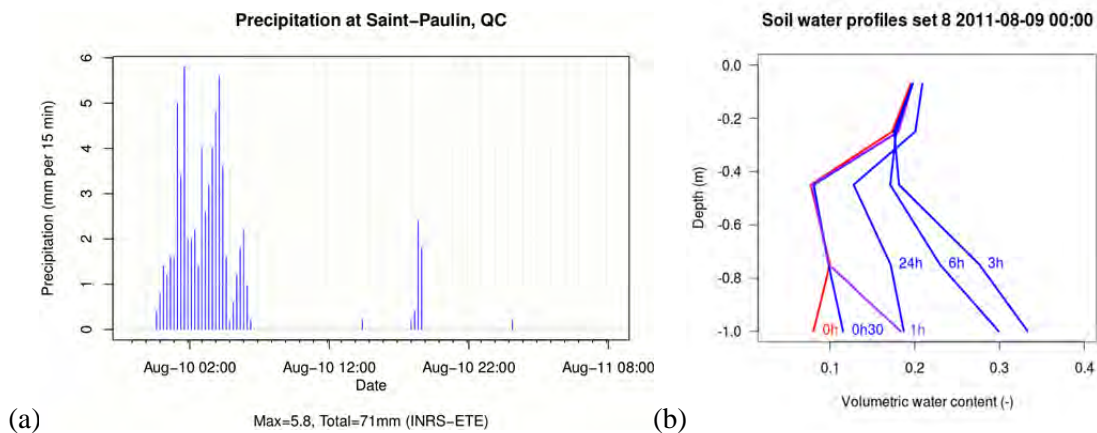 Precipitation at Saint-Paulin, QC
Precipitation (mm per 15 min)
6
5
4
3
2
1
0
Aug-10 02:00 Aug-10 12:00 Aug-10 22:00 Aug-11 08:00
Date
Max=5.8, Total=71mm (INRS-ETE)
(a)
Soil water profiles set 8 2011-08-09 00:00
Depth (m)
0.0
-0.2
-0.4
-0.6
-0.8
-1.0
24h 6h 3h
0h 0h30 1h
0.1 0.2 0.3 0.4
Volumetric water content (-)
(b)